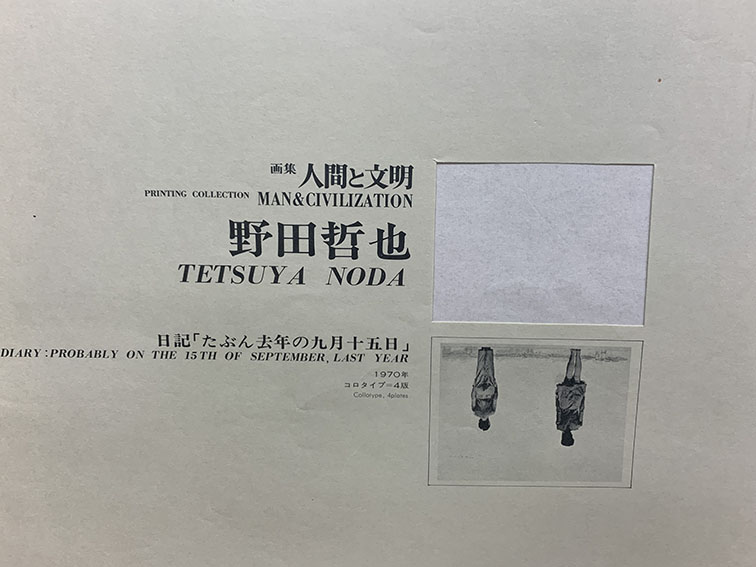 画集 人間と文明
PRINTING COLLECTION MAN&CIVILIZATION
野田哲也
TETSUYA NODA
日記「たぶん去年の九月十五日」
DIARY:PROBABLY ON THE 15TH OF SEPTEMBER, LAST YEAR
1970年
コロタイプ=4版
Collotype, 4plates